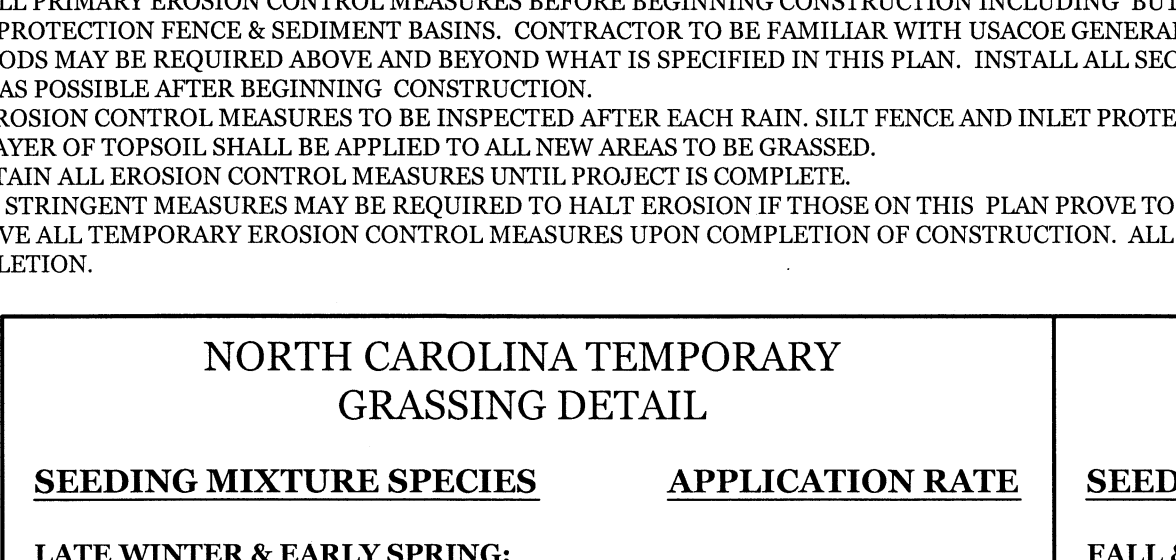 LL PRIMARY EROSION CONTROL MEASURES BEFORE BEGINNING CONSTRUCTION INCLUDING BUT
PROTECTION FENCE & SEDIMENT BASINS. CONTRACTOR TO BE FAMILIAR WITH USACOE GENERAL
ODS MAY BE REQUIRED ABOVE AND BEYOND WHAT IS SPECIFIED IN THIS PLAN. INSTALL ALL SEC
AS POSSIBLE AFTER BEGINNING CONSTRUCTION.
ROSION CONTROL MEASURES TO BE INSPECTED AFTER EACH RAIN. SILT FENCE AND INLET PROTE
AYER OF TOPSOIL SHALL BE APPLIED TO ALL NEW AREAS TO BE GRASSED.
TAIN ALL EROSION CONTROL MEASURES UNTIL PROJECT IS COMPLETE.
STRINGENT MEASURES MAY BE REQUIRED TO HALT EROSION IF THOSE ON THIS PLAN PROVE TO
VE ALL TEMPORARY EROSION CONTROL MEASURES UPON COMPLETION OF CONSTRUCTION. ALL
LETION.
NORTH CAROLINA TEMPORARY
GRASSING DETAIL
SEEDING MIXTURE SPECIES APPLICATION RATE SEED
LATE WINTER & EARLY SPRING: FALL &